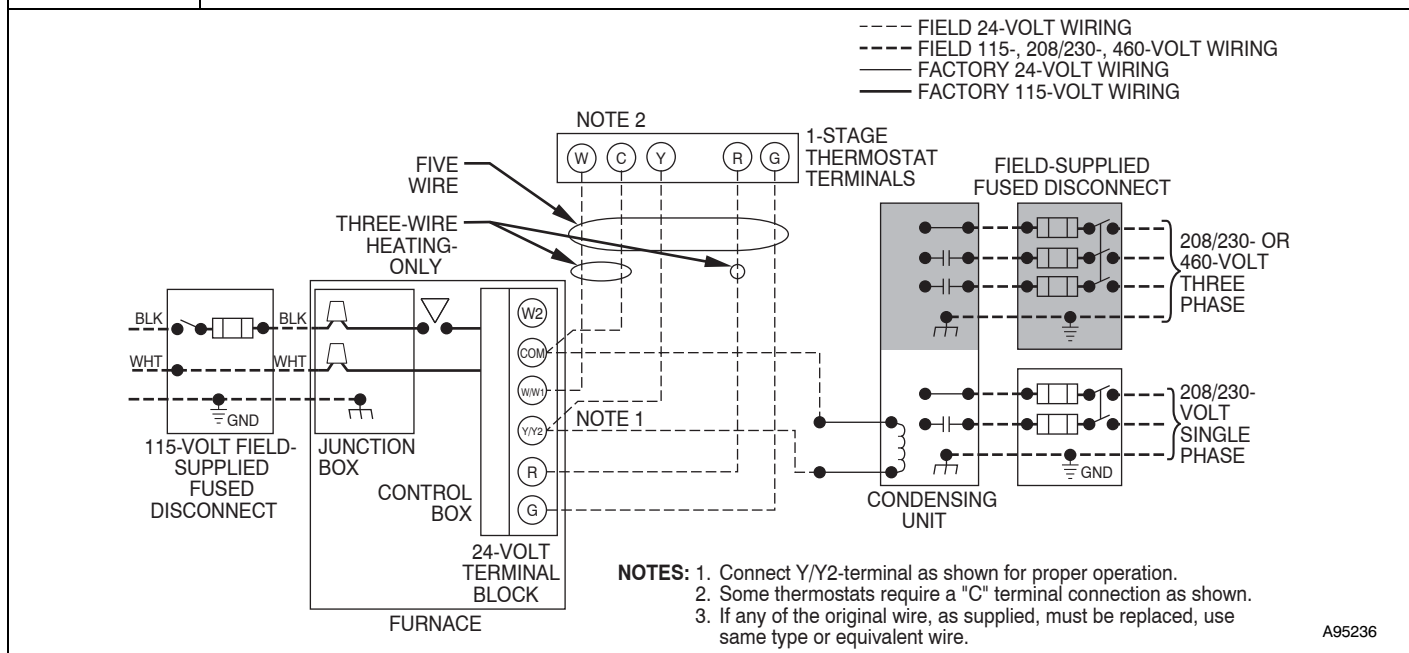 FIELD 24-VOLT WIRING
FIELD 115-, 208/230-, 460-VOLT WIRING
FACTORY 24-VOLT WIRING
FACTORY 115-VOLT WIRING
NOTE 2
W C Y R G
1-STAGE
THERMOSTAT
TERMINALS
FIVE
WIRE
THREE-WIRE
HEATING-
ONLY
FIELD-SUPPLIED
FUSED DISCONNECT
208/230- OR
460-VOLT
THREE
PHASE
BLK
BLK
WHT
WHT
GND
W2
COM
W/W1
Y/Y2
R
G
NOTE 1
115-VOLT FIELD-
SUPPLIED
FUSED
DISCONNECT
JUNCTION
BOX
CONTROL
BOX
24-VOLT
TERMINAL
BLOCK
FURNACE
208/230-
VOLT
SINGLE
PHASE
GND
CONDENSING
UNIT
NOTES: 1. Connect Y/Y2-terminal as shown for proper operation.
2. Some thermostats require a "C" terminal connection as shown.
3. If any of the original wire, as supplied, must be replaced, use
same type or equivalent wire.
A95236